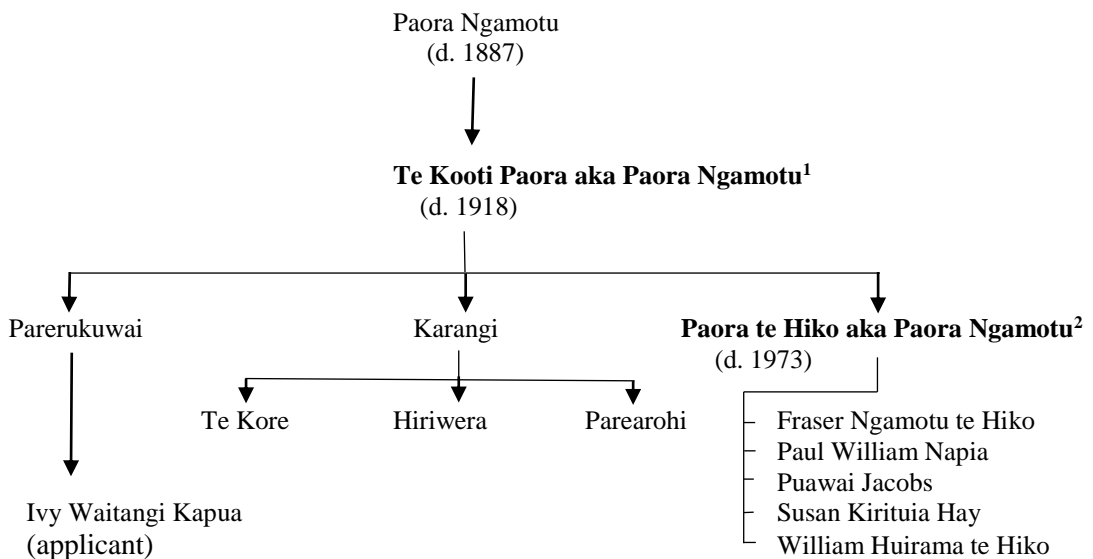 Paora Ngamotu
(d. 1887)
Te Kooti Paora aka Paora Ngamotu¹
(d. 1918)
Parerukuwai
Karangi
Paora te Hiko aka Paora Ngamotu²
(d. 1973)
Te Kore
Hiriwera
Parearohi
Fraser Ngamotu te Hiko
Paul William Napia
Puawai Jacobs
Susan Kirituia Hay
William Huirama te Hiko
Ivy Waitangi Kapua
(applicant)